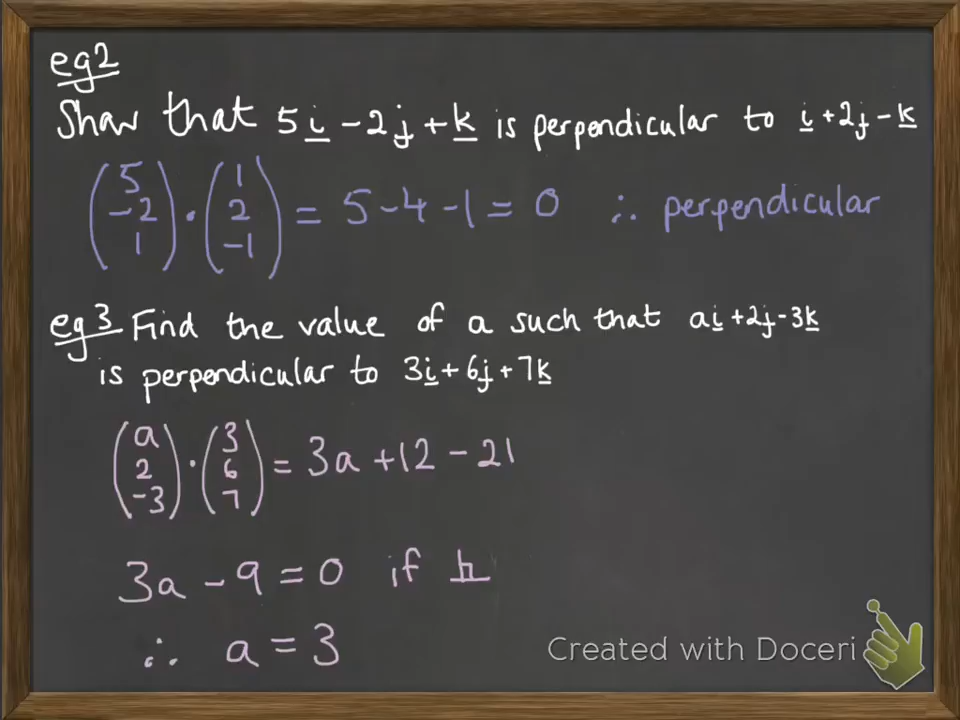 eg2
Show that 5i - 2j + k is perpendicular to i + 2j - k
(5 -2 1) · (1 2 -1) = 5 - 4 - 1 = 0 ∴ perpendicular
eg3 Find the value of a such that ai + 2j - 3k
is perpendicular to 3i + 6j + 7k
(a 2 -3) · (3 6 7) = 3a + 12 - 21
3a - 9 = 0 if
∴ a = 3
Created with Doceri